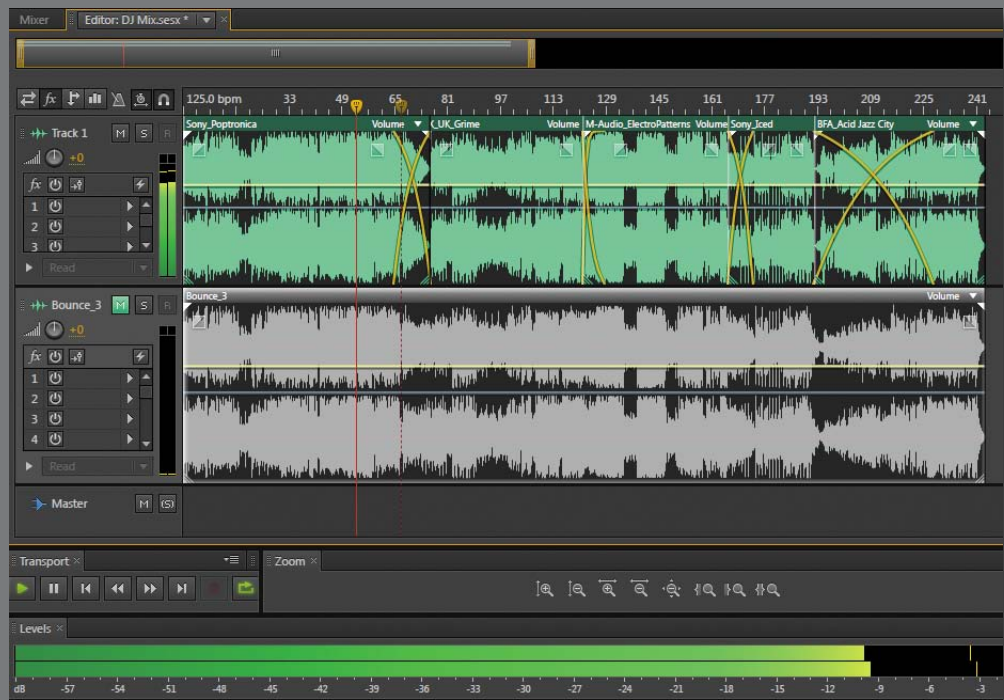 Mixer Editor: DJ Mix.sesx *
fx 125.0 bpm 33 49 65 81 97 113 129 145 161 177 193 209 225 241
Sony_Poptronica Volume UK_Grime Volume M-Audio_ElectroPatterns Volume Sony_Iced BFA_Acid Jazz City Volume
Track 1 M S R
+0
fx
1
2
3
Read
Bounce_3 M S R
Bounce_3 Volume
+0
fx
1
2
3
4
Read
Master M (S)
Transport Zoom
Levels
dB -57 -54 -51 -48 -45 -42 -39 -36 -33 -30 -27 -24 -21 -18 -15 -12 -9 -6 -3